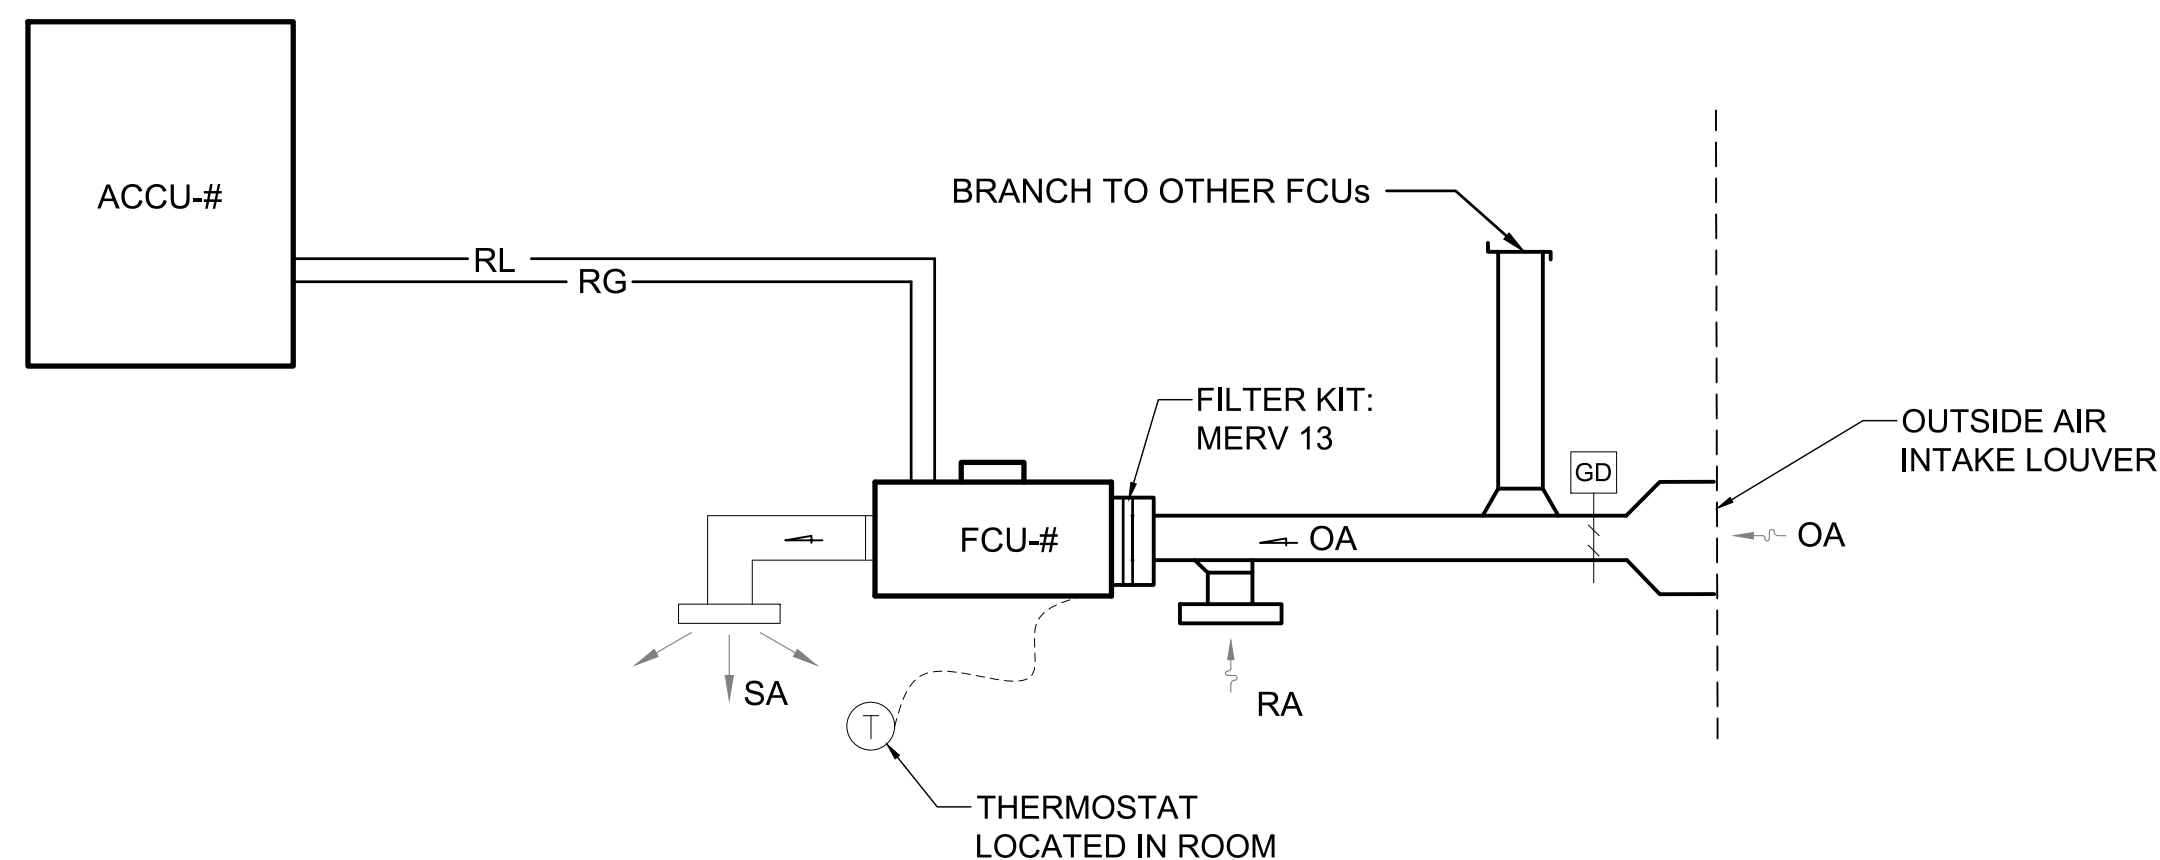 ACCU-#
BRANCH TO OTHER FCUs
RL
RG
FILTER KIT:
MERV 13
OUTSIDE AIR
INTAKE LOUVER
GD
FCU-#
OA
OA
SA
RA
T
THERMOSTAT
LOCATED IN ROOM